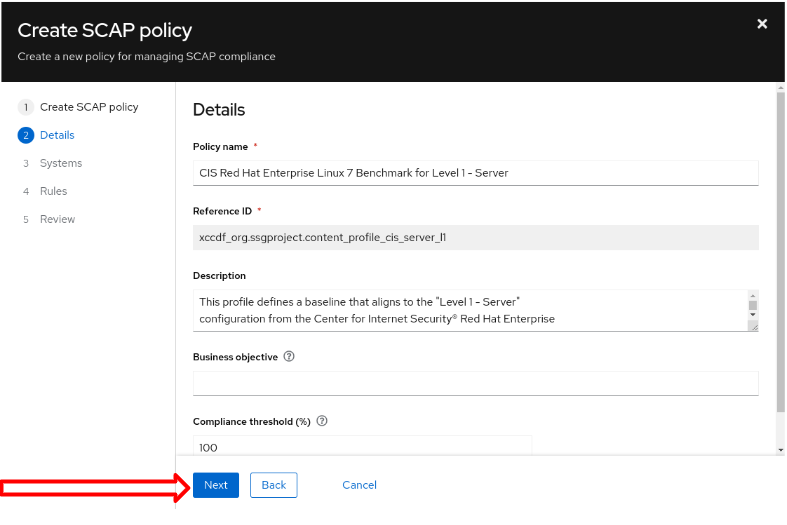 Create SCAP policy
Create a new policy for managing SCAP compliance
1 Create SCAP policy
2 Details
3 Systems
4 Rules
5 Review
Details
Policy name *
CIS Red Hat Enterprise Linux 7 Benchmark for Level 1 - Server
Reference ID *
xccdf_org.ssgproject.content_profile_cis_server_l1
Description
This profile defines a baseline that aligns to the "Level 1 - Server"
configuration from the Center for Internet Security® Red Hat Enterprise
Business objective ?
Compliance threshold (%) ?
100
Next Back Cancel